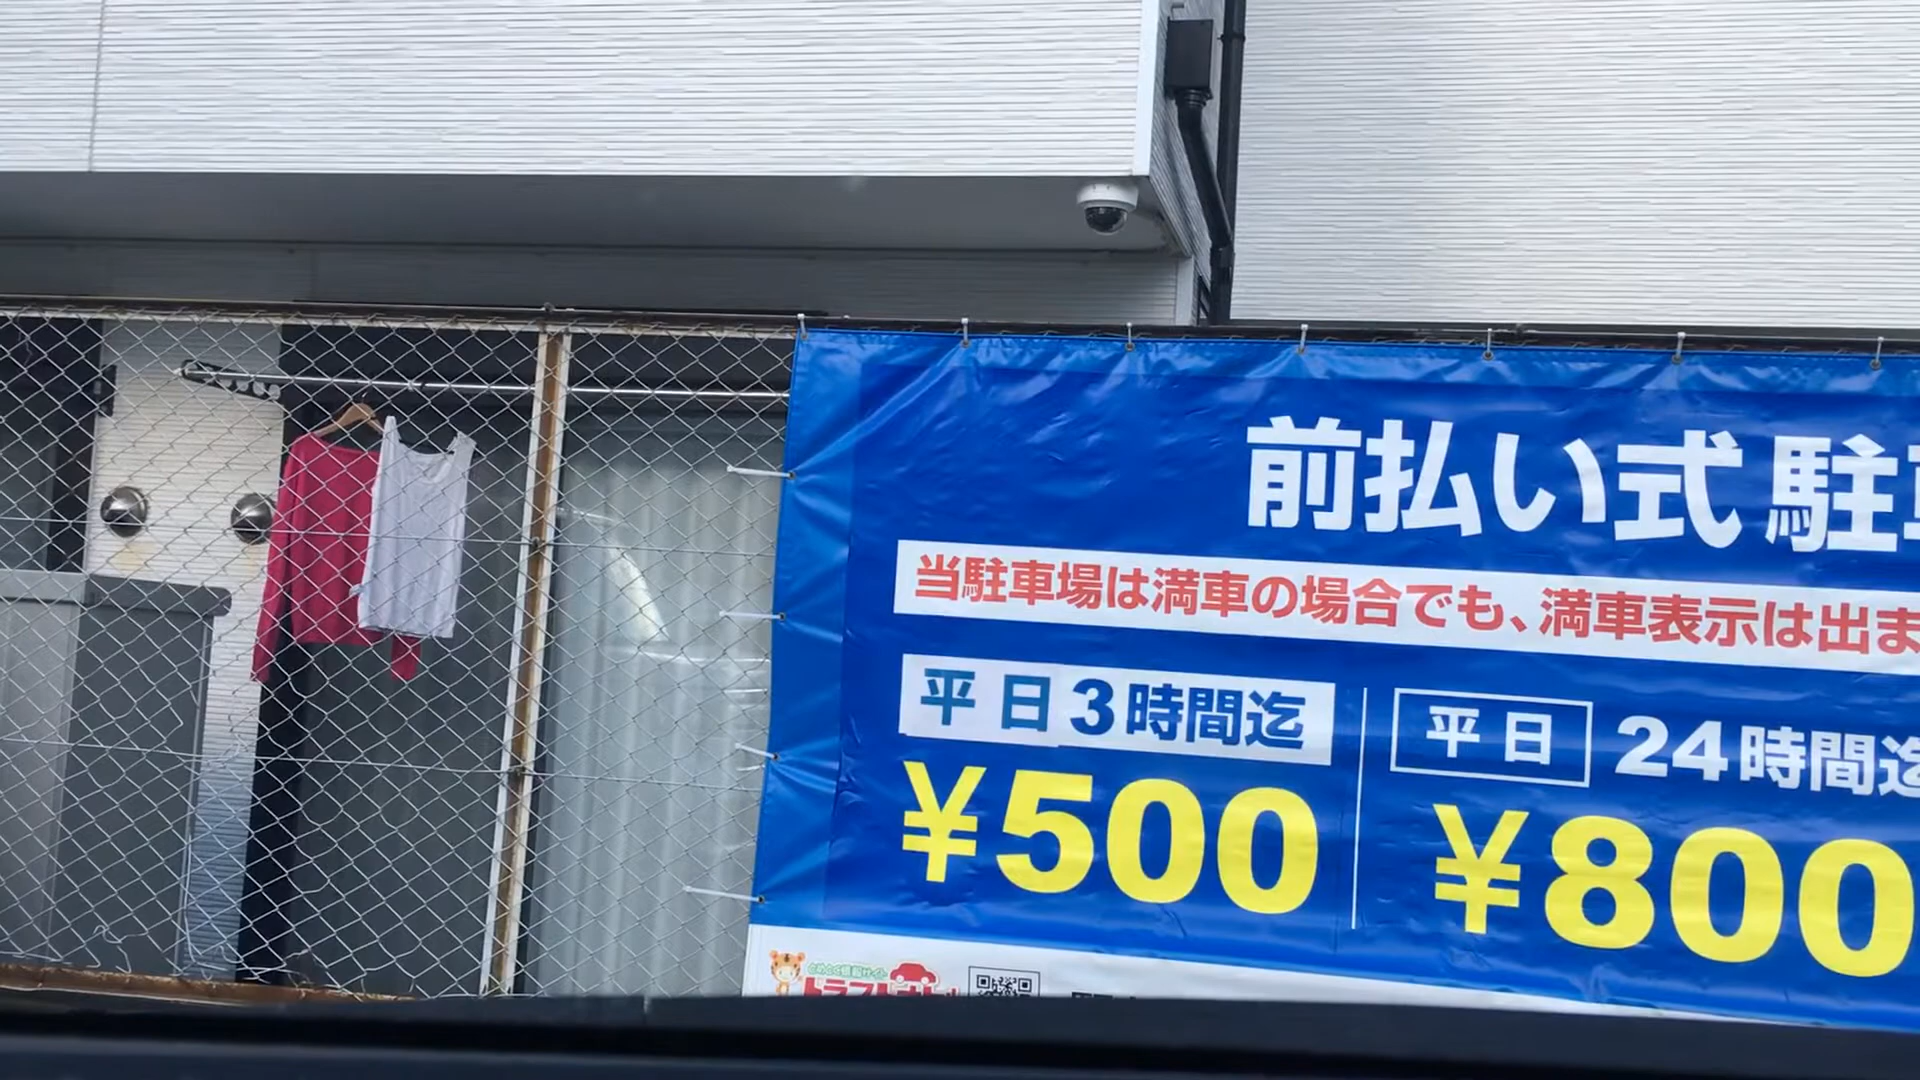 前払い式 駐車
当駐車場は満車の場合でも、満車表示は出ま
平日3時間迄
平日 24時間迄
¥500
¥800